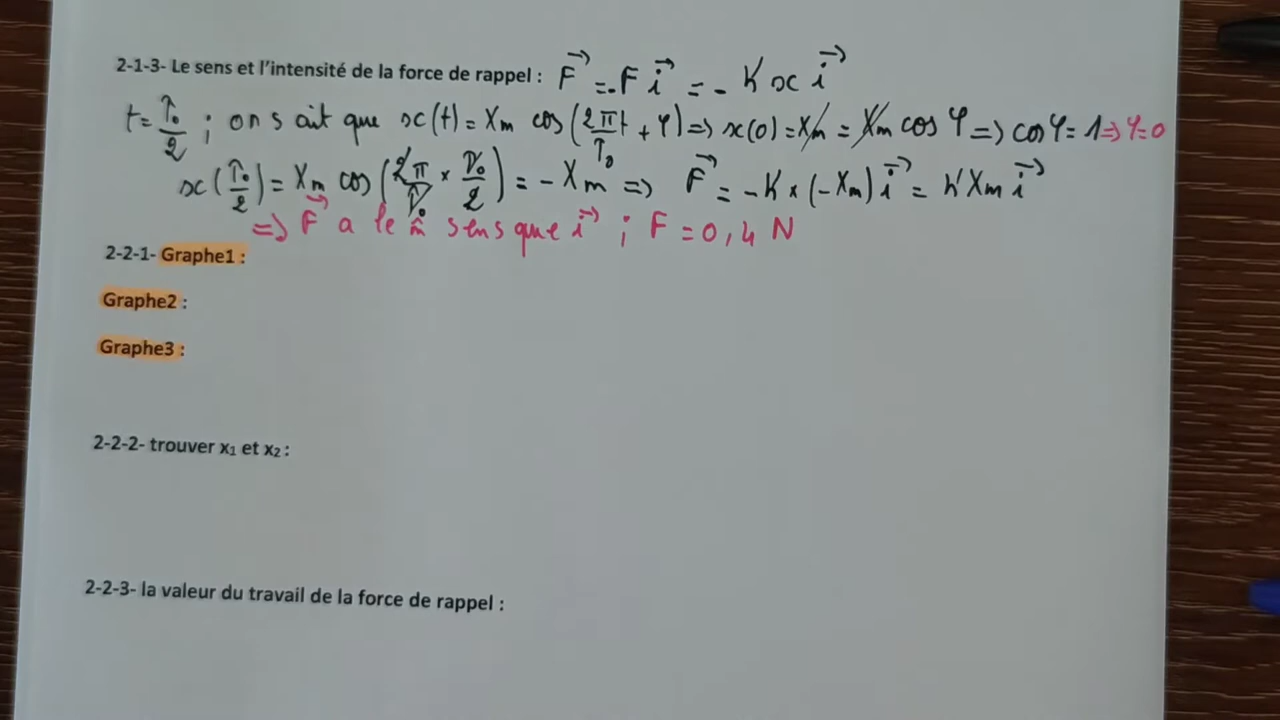 2-1-3- Le sens et l'intensité de la force de rappel : F⃗ = -F i⃗ = - K x i⃗
t = T₀/2 ; on sait que x(t) = Xm cos(2π/T₀ t + φ) => x(0) = Xm = Xm cos φ => cos φ = 1 => φ = 0
x(T₀/2) = Xm cos(2π/T₀ × T₀/2) = - Xm => F⃗ = -K × (-Xm) i⃗ = K Xm i⃗
=> F⃗ a le m̂ sens que i⃗ ; F = 0,4 N
2-2-1- Graphe1 :
Graphe2 :
Graphe3 :
2-2-2- trouver x₁ et x₂ :
2-2-3- la valeur du travail de la force de rappel :